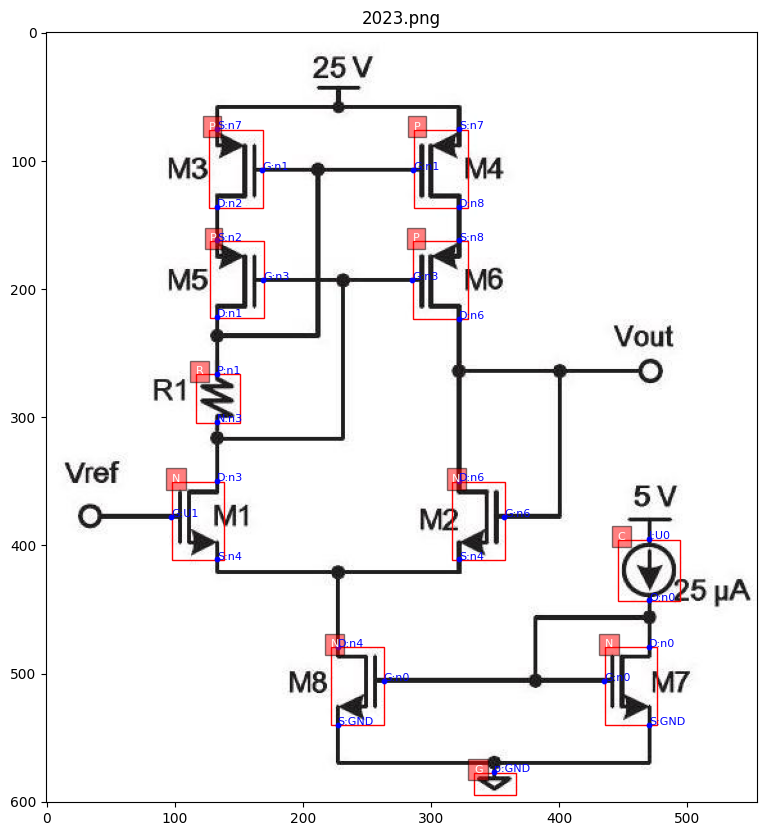 2023.png
25 V
P S:n7 P S:n7
M3 G:n1 G:n1 M4
D:n2 D:n8
P S:n2 P S:n8
M5 G:n3 G:n3 M6
D:n1 D:n6
Vout
R P:n1
R1
N:n3
Vref
N D:n3 N D:n6
G:U1 M1 M2 G:n6
5 V
S:n4 S:n4
C I:U0
25 µA
O:n0
N D:n4 N D:n0
M8 G:n0 G:n0 M7
S:GND S:GND
G
0
100
200
300
400
500
600
0 100 200 300 400 500